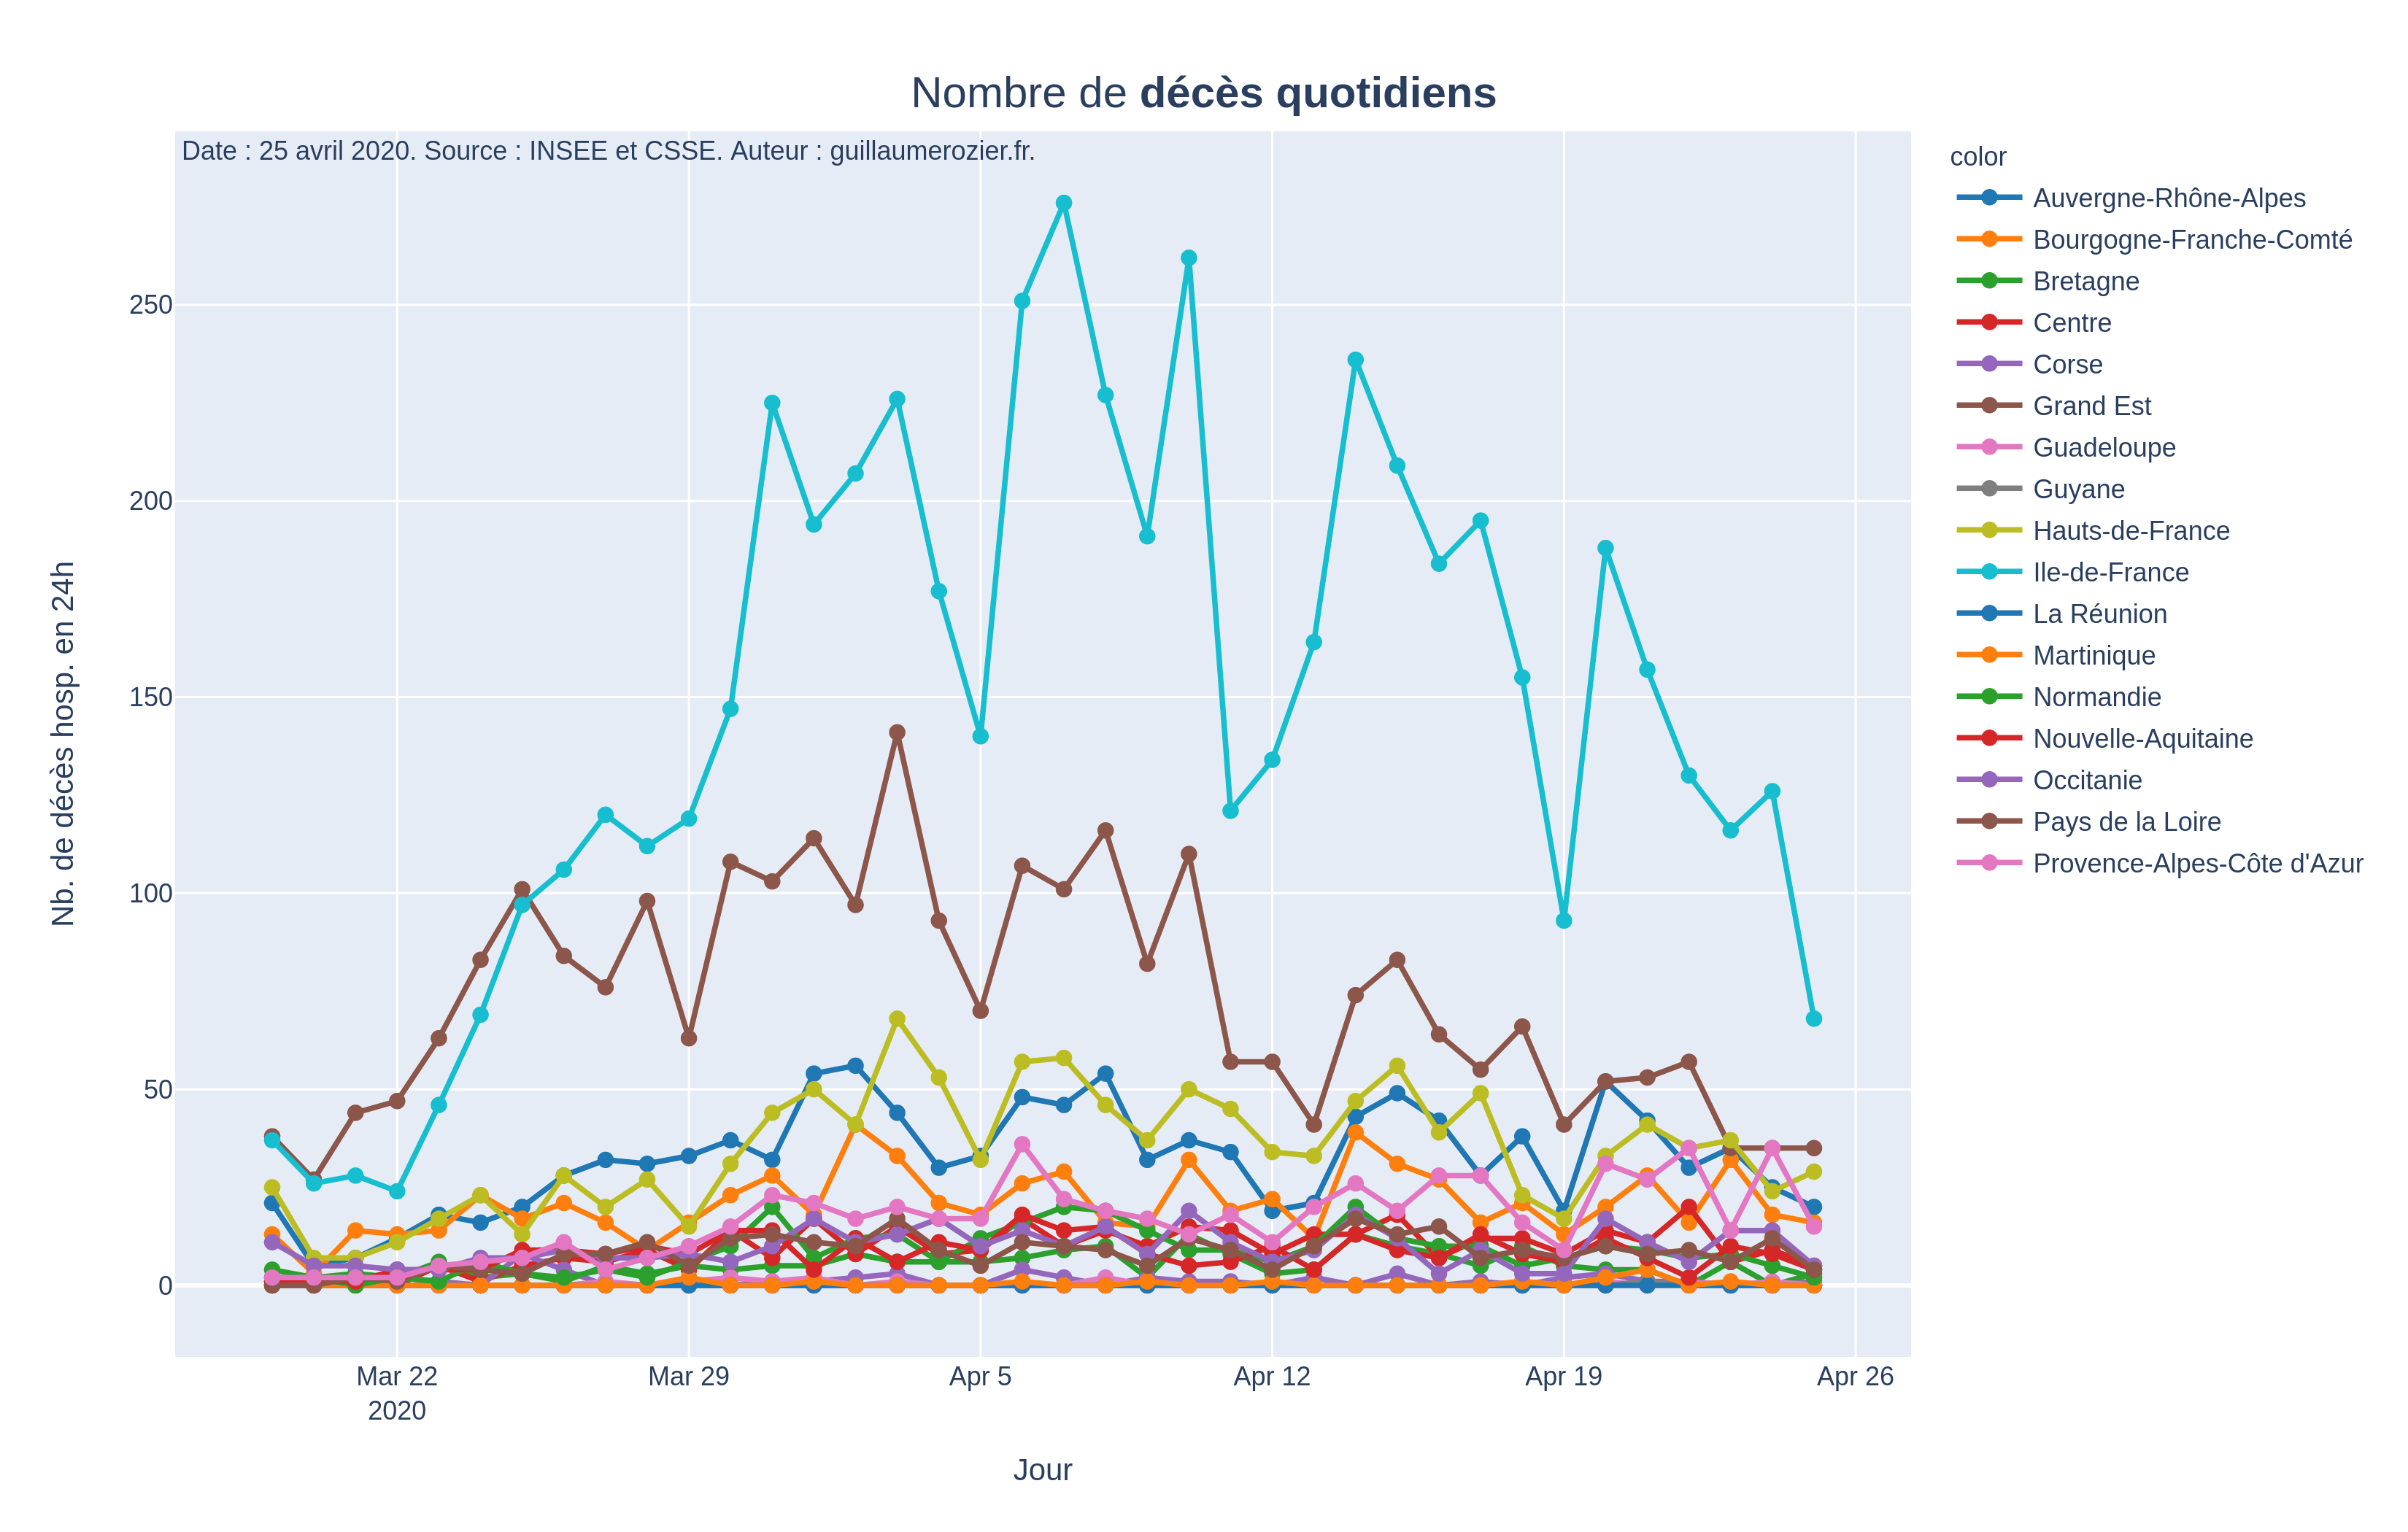 Nombre de décès quotidiens
Date : 25 avril 2020. Source : INSEE et CSSE. Auteur : guillaumerozier.fr.
color
Auvergne-Rhône-Alpes
Bourgogne-Franche-Comté
Bretagne
Centre
Corse
Grand Est
Guadeloupe
Guyane
Hauts-de-France
Ile-de-France
La Réunion
Martinique
Normandie
Nouvelle-Aquitaine
Occitanie
Pays de la Loire
Provence-Alpes-Côte d'Azur
Nb. de décès hosp. en 24h
250
200
150
100
50
0
Mar 22 Mar 29 Apr 5 Apr 12 Apr 19 Apr 26
2020
Jour